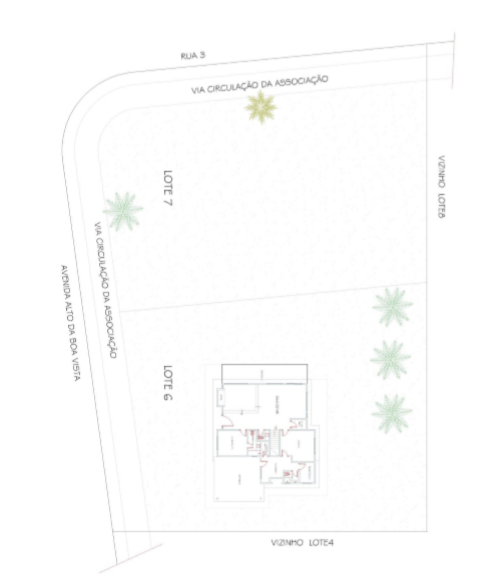 RUA 3
VIA CIRCULAÇÃO DA ASSOCIAÇÃO
LOTE 7
VIZINHO LOTE8
VIA CIRCULAÇÃO DA ASSOCIAÇÃO
AVENIDA ALTO DA BOA VISTA
LOTE 6
VIZINHO LOTE4